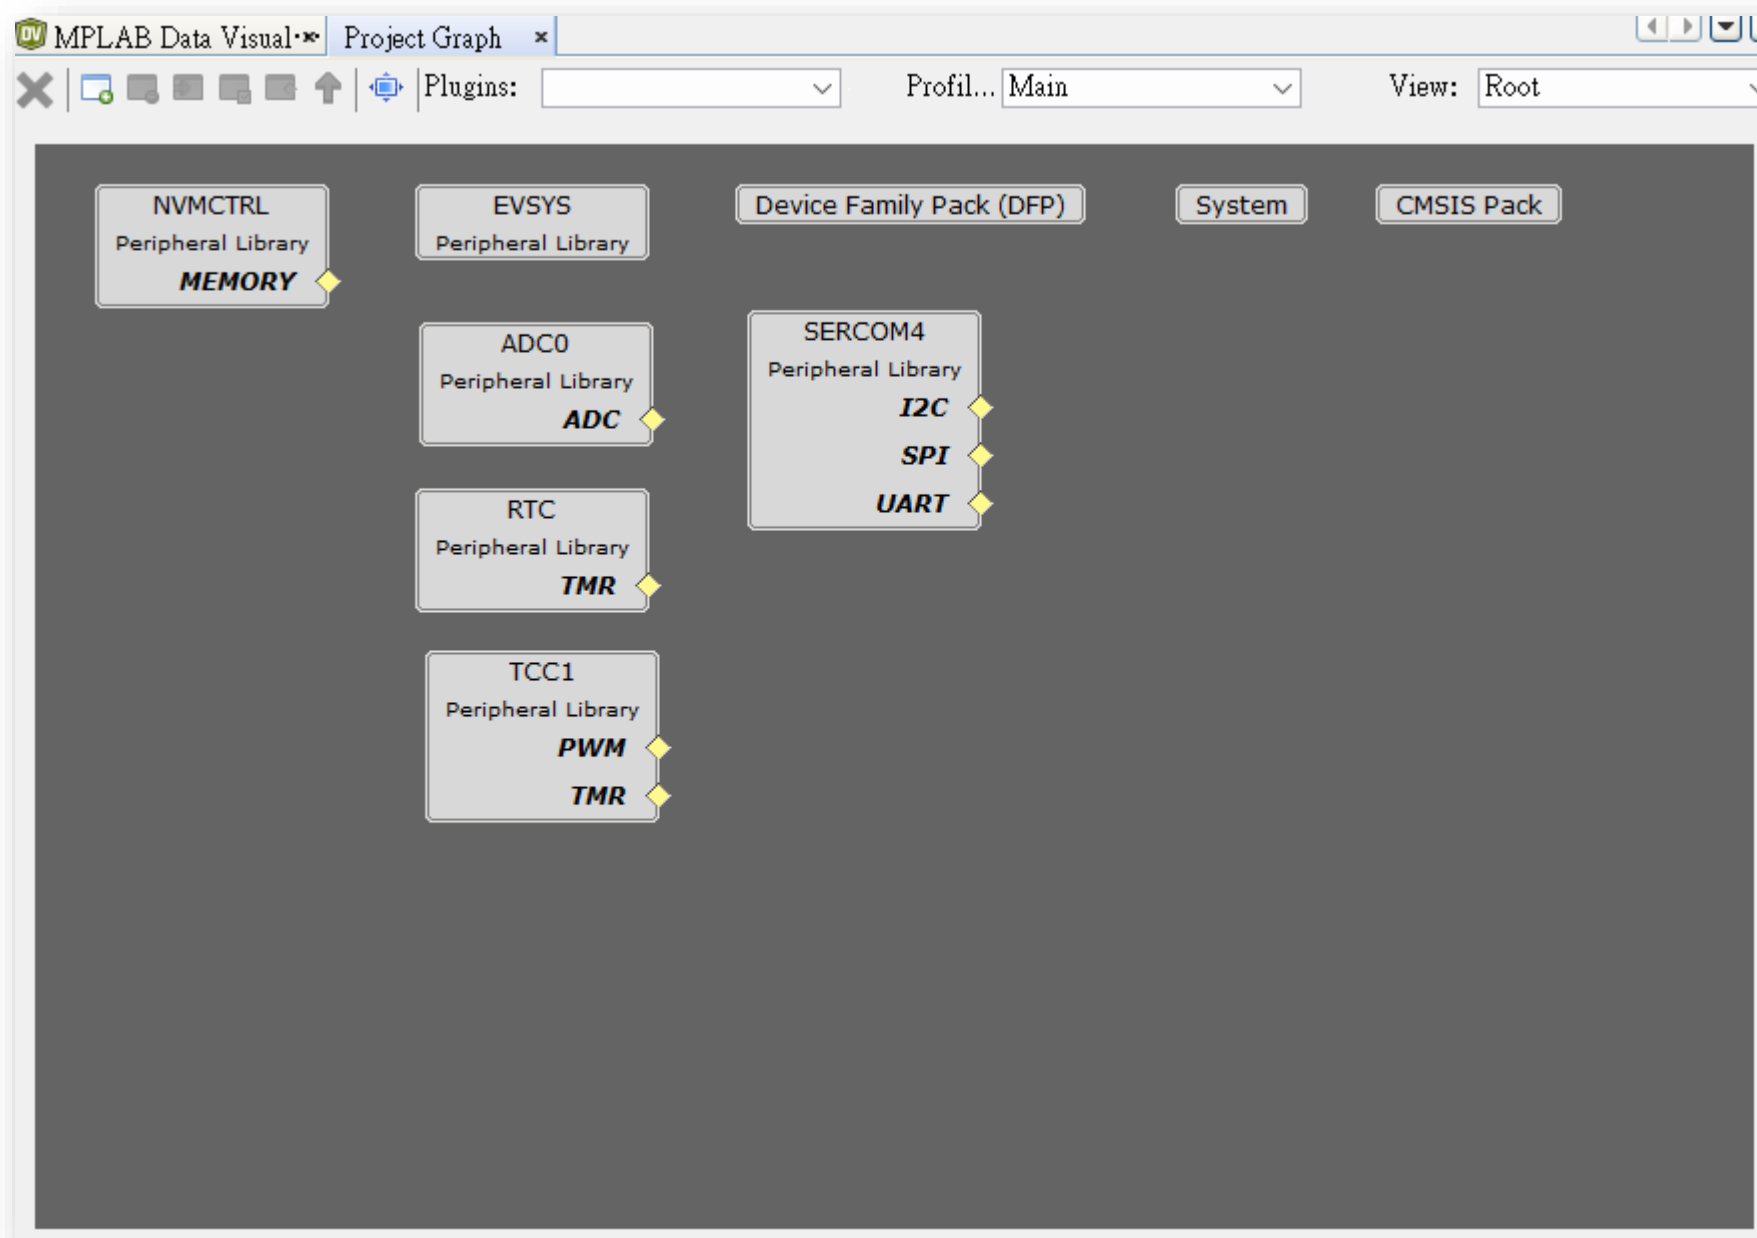 DV MPLAB Data Visual... Project Graph
Plugins: Profil... Main View: Root
NVMCTRL
Peripheral Library
MEMORY
EVSYS
Peripheral Library
Device Family Pack (DFP)
System
CMSIS Pack
ADC0
Peripheral Library
ADC
SERCOM4
Peripheral Library
I2C
SPI
UART
RTC
Peripheral Library
TMR
TCC1
Peripheral Library
PWM
TMR